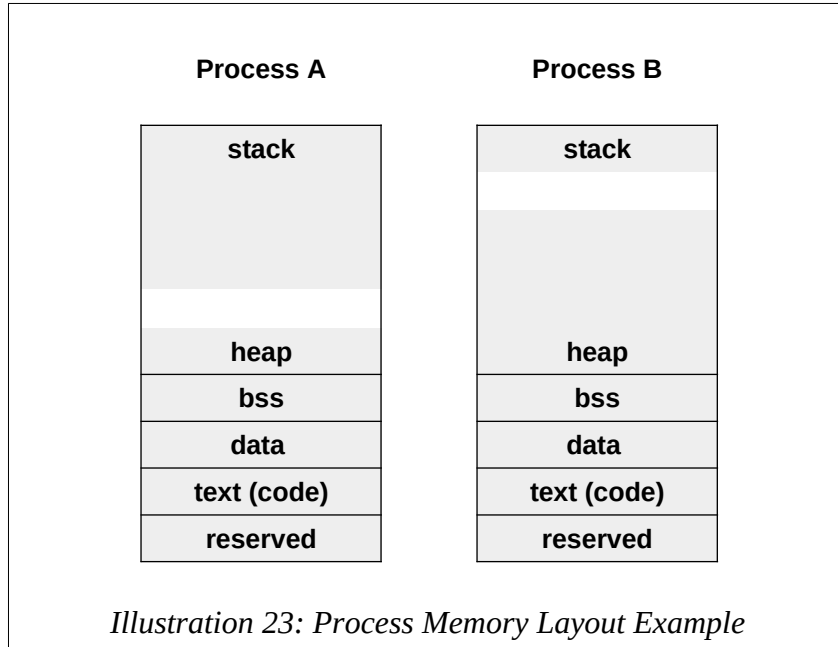 Process A
Process B
stack
stack
heap
heap
bss
bss
data
data
text (code)
text (code)
reserved
reserved
Illustration 23: Process Memory Layout Example